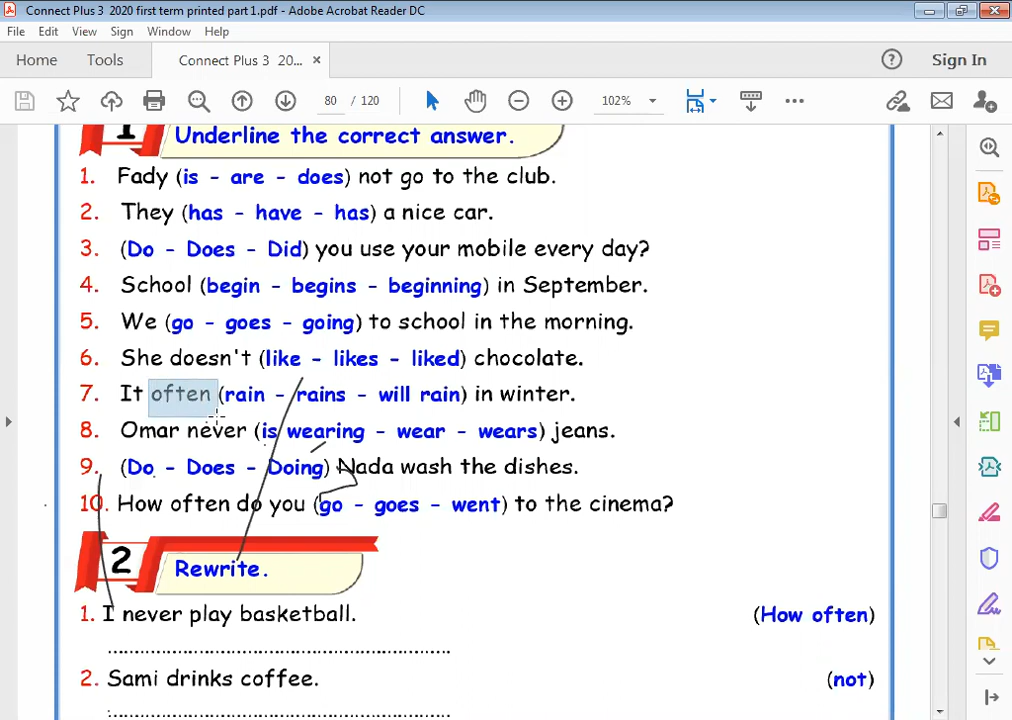 Connect Plus 3 2020 first term printed part 1.pdf - Adobe Acrobat Reader DC
File Edit View Sign Window Help
Home Tools Connect Plus 3 20... × Sign In
80 / 120 102%
1 Underline the correct answer.
1. Fady (is - are - does) not go to the club.
2. They (has - have - has) a nice car.
3. (Do - Does - Did) you use your mobile every day?
4. School (begin - begins - beginning) in September.
5. We (go - goes - going) to school in the morning.
6. She doesn't (like - likes - liked) chocolate.
7. It often (rain - rains - will rain) in winter.
8. Omar never (is wearing - wear - wears) jeans.
9. (Do - Does - Doing) Nada wash the dishes.
10. How often do you (go - goes - went) to the cinema?
2 Rewrite.
1. I never play basketball. (How often)
......................................................
2. Sami drinks coffee. (not)
......................................................